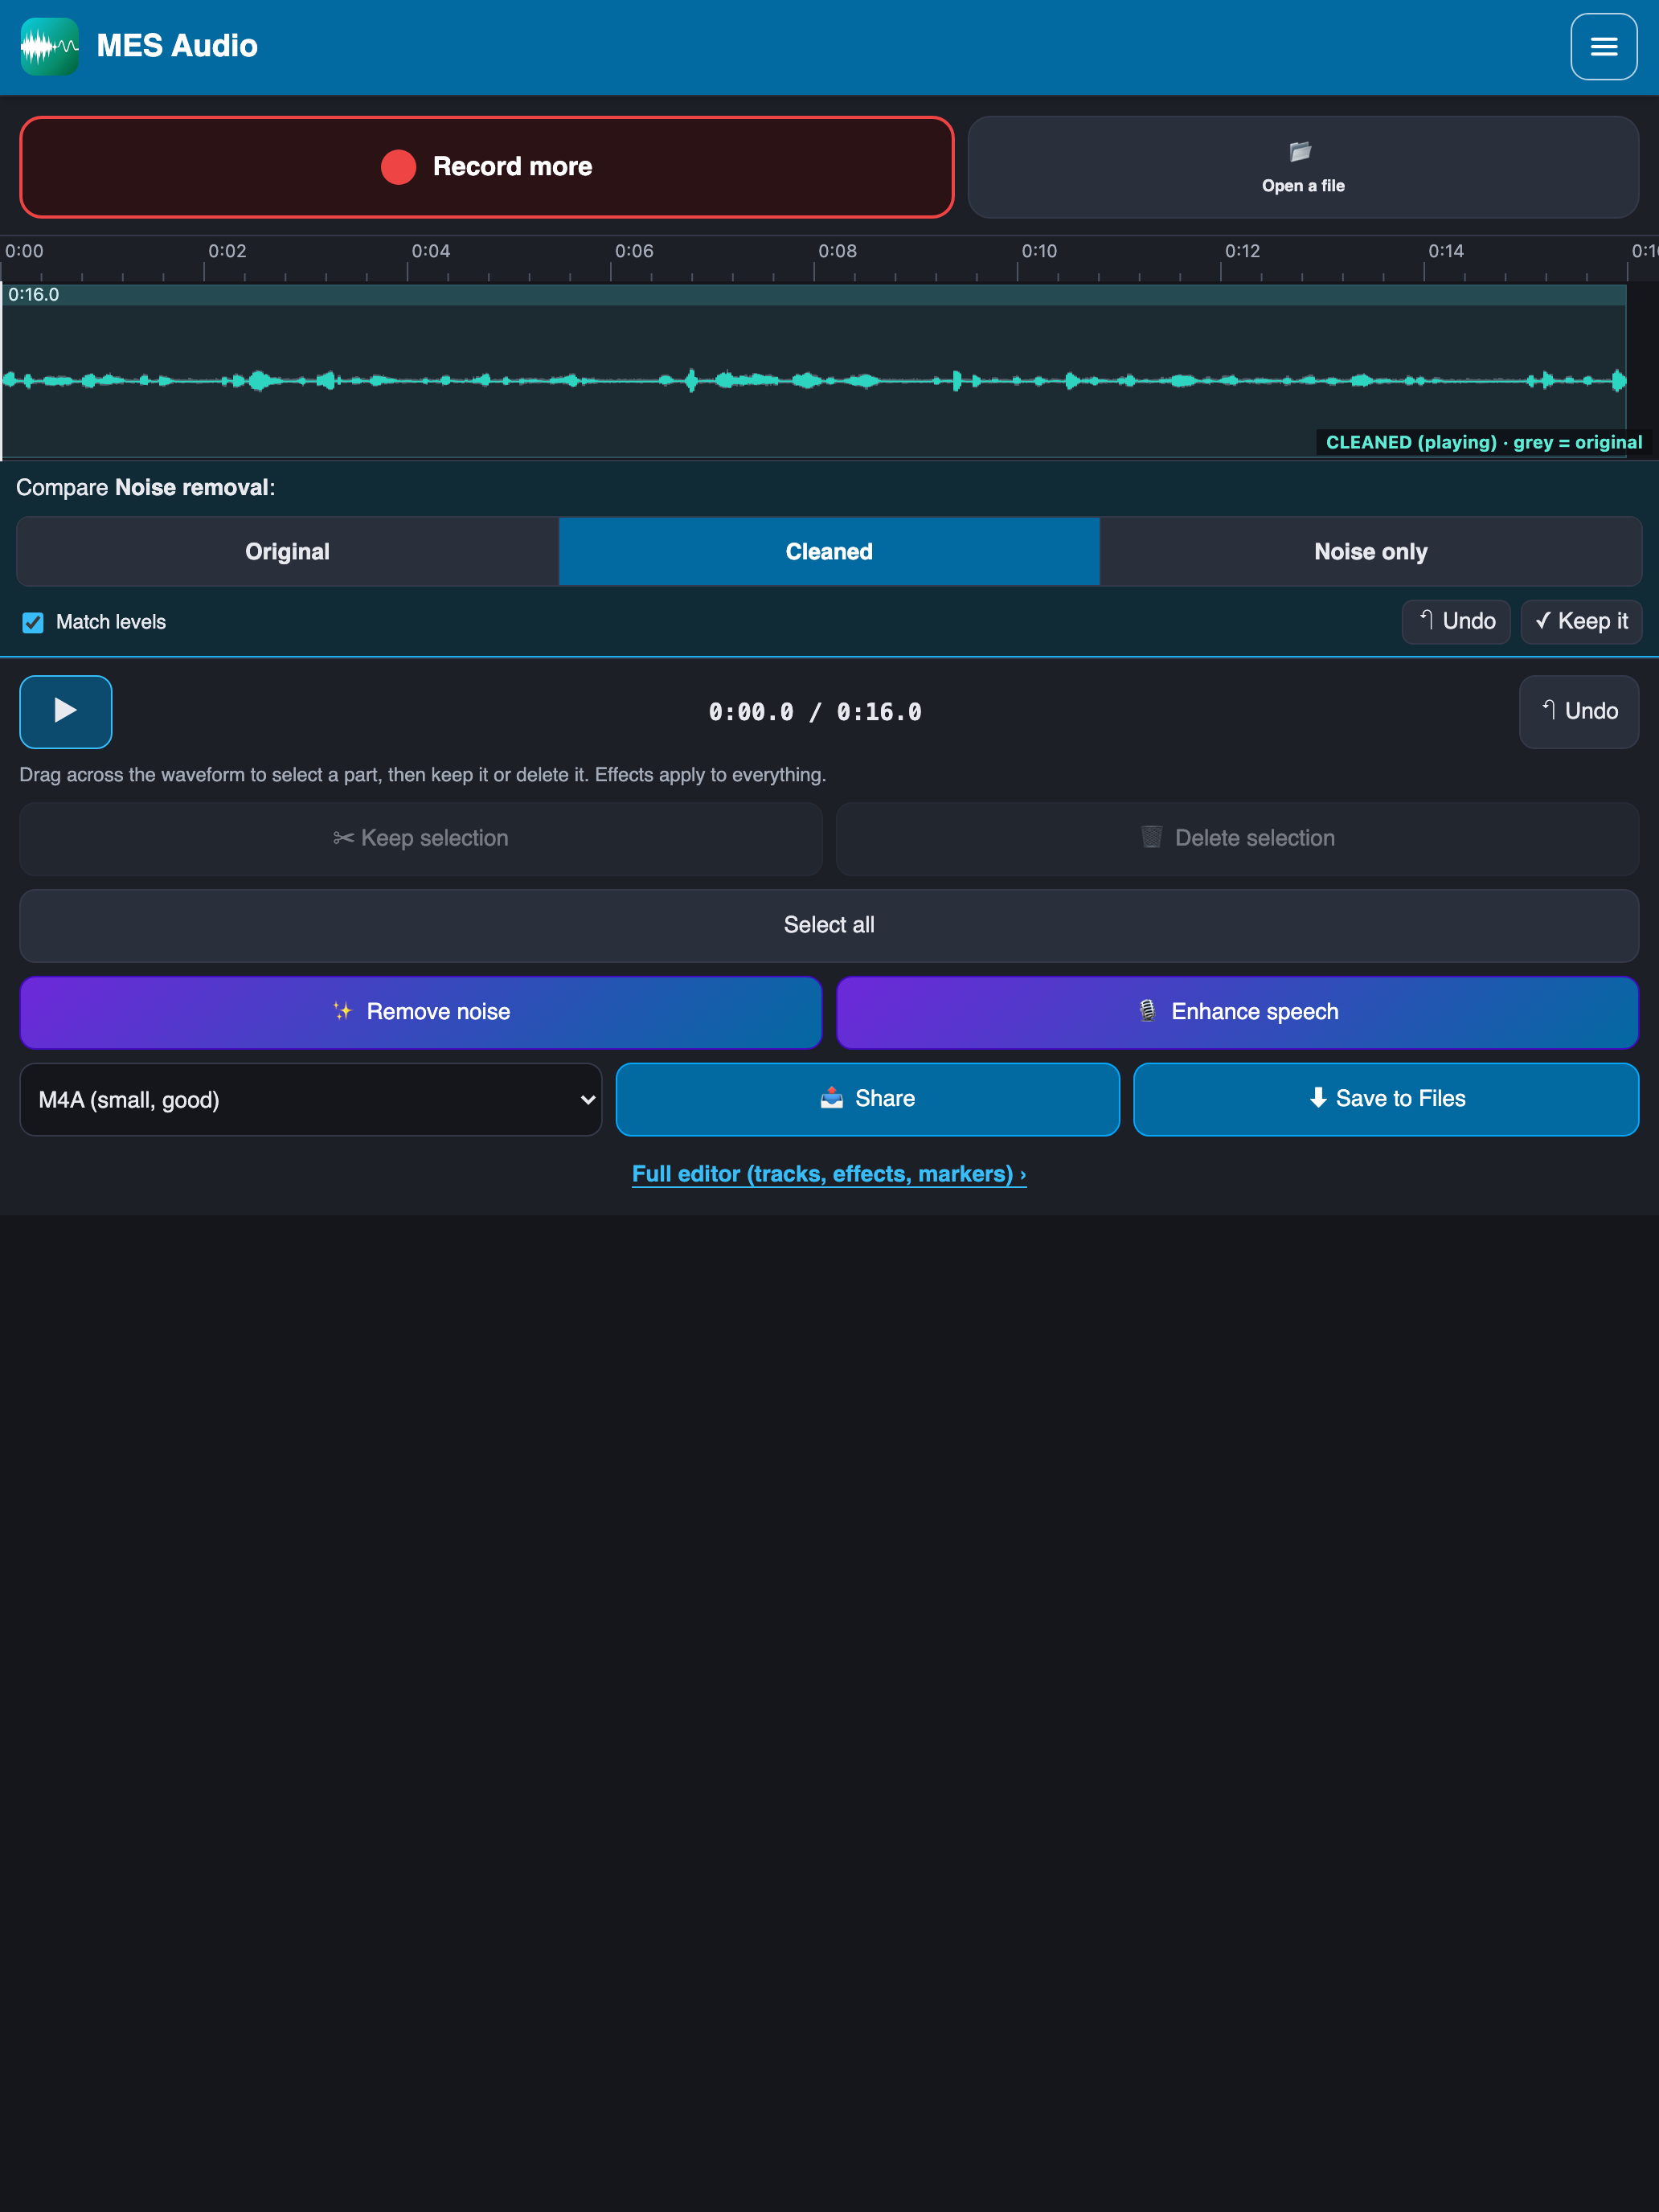 MES Audio
Record more
Open a file
0:00 0:02 0:04 0:06 0:08 0:10 0:12 0:14
0:16.0
CLEANED (playing) · grey = original
Compare Noise removal:
Original Cleaned Noise only
Match levels
Undo ✓ Keep it
0:00.0 / 0:16.0
Undo
Drag across the waveform to select a part, then keep it or delete it. Effects apply to everything.
Keep selection Delete selection
Select all
Remove noise Enhance speech
M4A (small, good) Share Save to Files
Full editor (tracks, effects, markers) ›